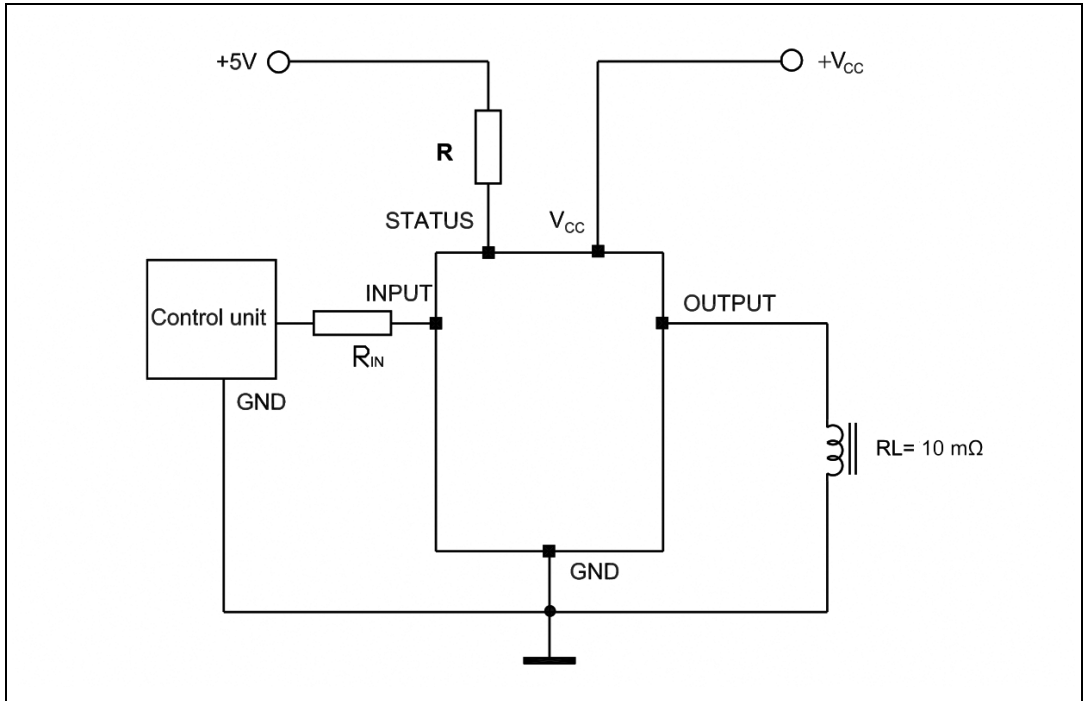 +5V
+VCC
R
STATUS
VCC
INPUT
OUTPUT
Control unit
RIN
GND
RL= 10 mΩ
GND